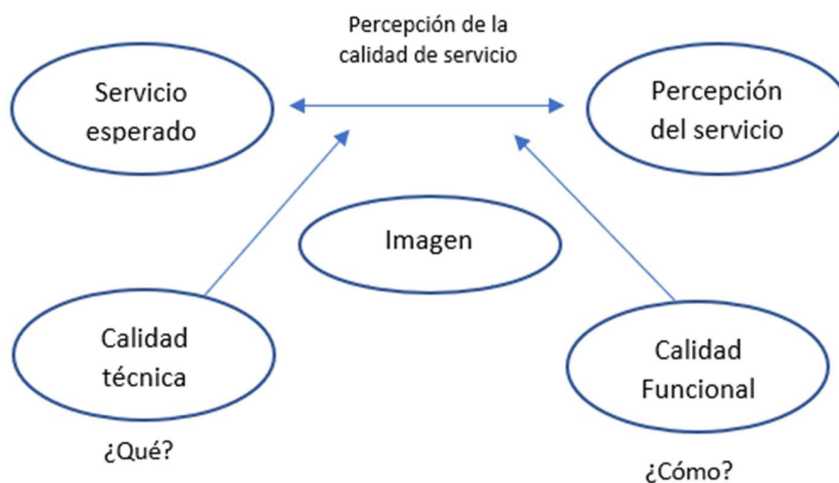 Percepción de la
calidad de servicio
Servicio
esperado
Percepción
del servicio
Imagen
Calidad
técnica
Calidad
Funcional
¿Qué?
¿Cómo?